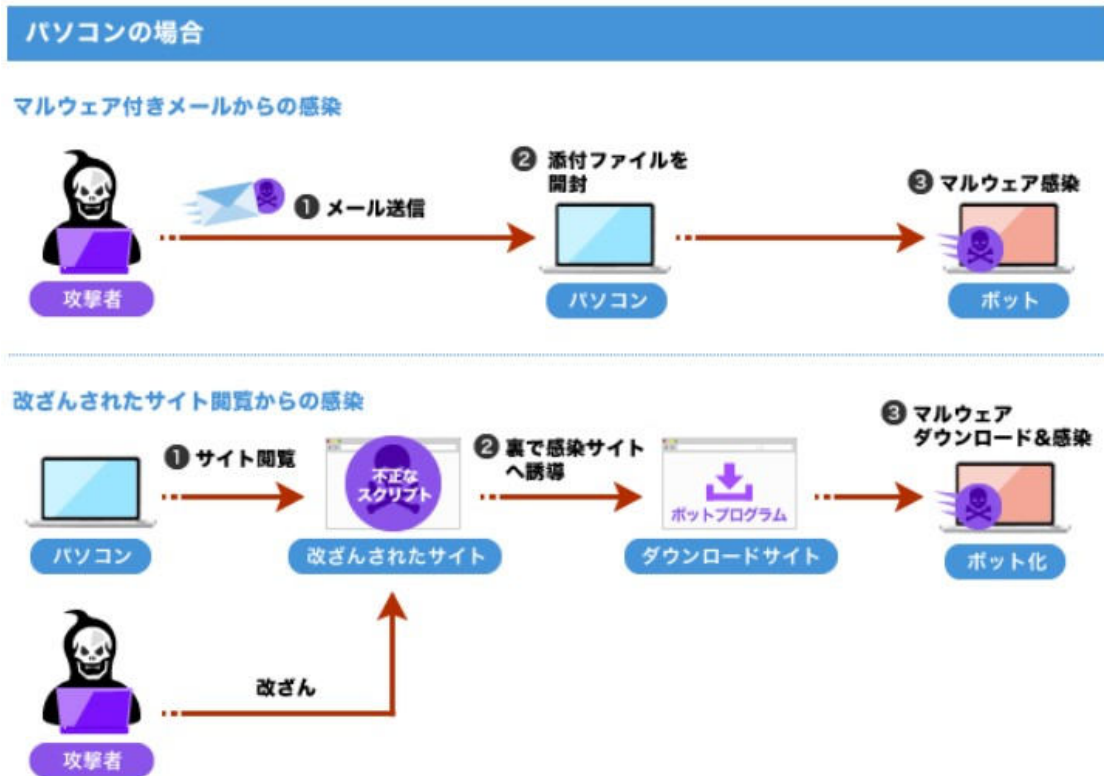 パソコンの場合
マルウェア付きメールからの感染
❶ メール送信
❷ 添付ファイルを
開封
❸ マルウェア感染
攻撃者
パソコン
ボット
改ざんされたサイト閲覧からの感染
❶ サイト閲覧
不正な
スクリプト
❷ 裏で感染サイト
へ誘導
ボットプログラム
❸ マルウェア
ダウンロード&感染
パソコン
改ざんされたサイト
ダウンロードサイト
ボット化
改ざん
攻撃者